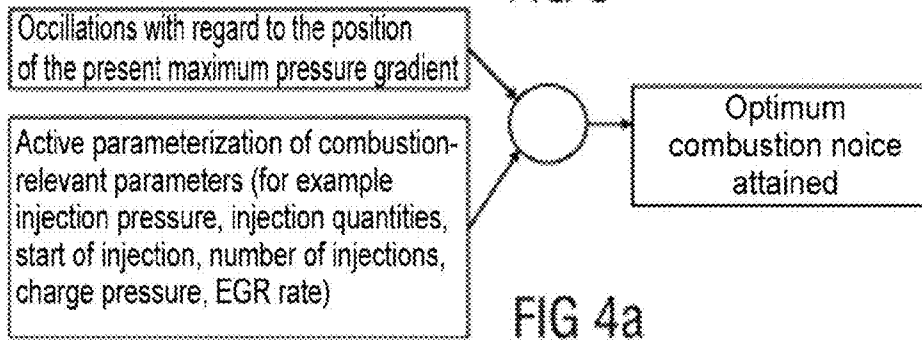 Occillations with regard to the position
of the present maximum pressure gradient
Active parameterization of combustion-
relevant parameters (for example
injection pressure, injection quantities,
start of injection, number of injections,
charge pressure, EGR rate)
Optimum
combustion noice
attained
FIG 4a